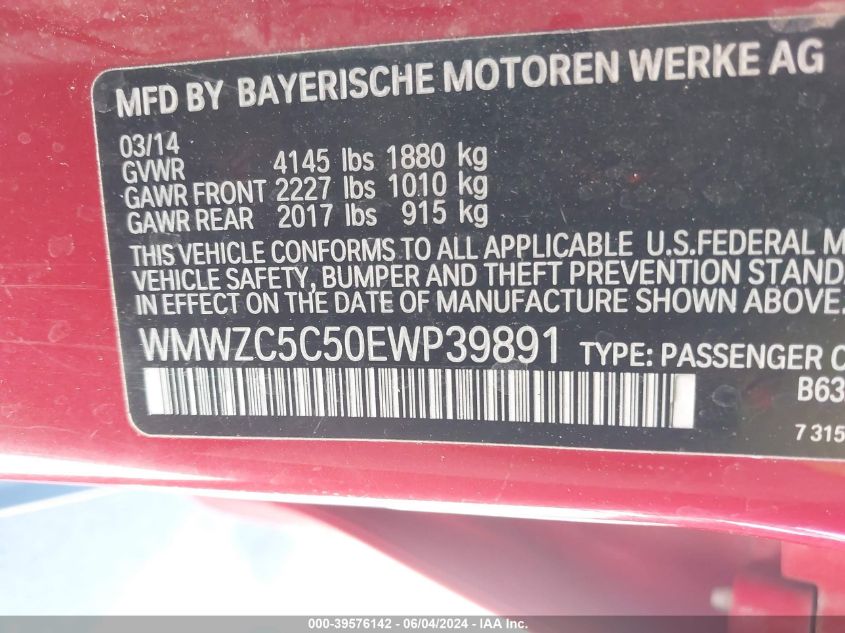 MFD BY BAYERISCHE MOTOREN WERKE AG
03/14
GVWR 4145 lbs 1880 kg
GAWR FRONT 2227 lbs 1010 kg
GAWR REAR 2017 lbs 915 kg
THIS VEHICLE CONFORMS TO ALL APPLICABLE U.S.FEDERAL M
VEHICLE SAFETY, BUMPER AND THEFT PREVENTION STAND
IN EFFECT ON THE DATE OF MANUFACTURE SHOWN ABOVE.
WMWZC5C50EWP39891 TYPE: PASSENGER C
B63
7 315
000-39576142 | 06/04/2024 | IAA Inc.